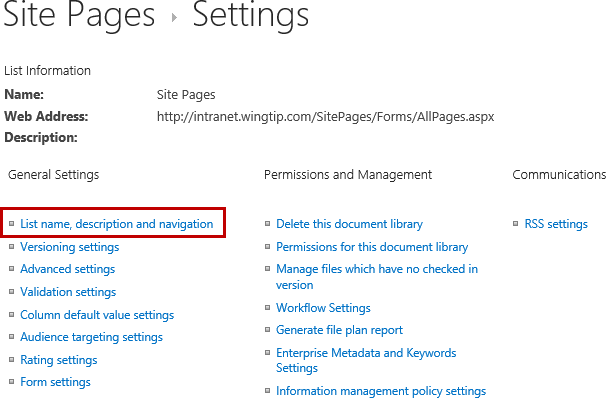 Site Pages ▸ Settings
List Information
Name: Site Pages
Web Address: http://intranet.wingtip.com/SitePages/Forms/AllPages.aspx
Description:
General Settings
List name, description and navigation
Versioning settings
Advanced settings
Validation settings
Column default value settings
Audience targeting settings
Rating settings
Form settings
Permissions and Management
Delete this document library
Permissions for this document library
Manage files which have no checked in
version
Workflow Settings
Generate file plan report
Enterprise Metadata and Keywords
Settings
Information management policy settings
Communications
RSS settings